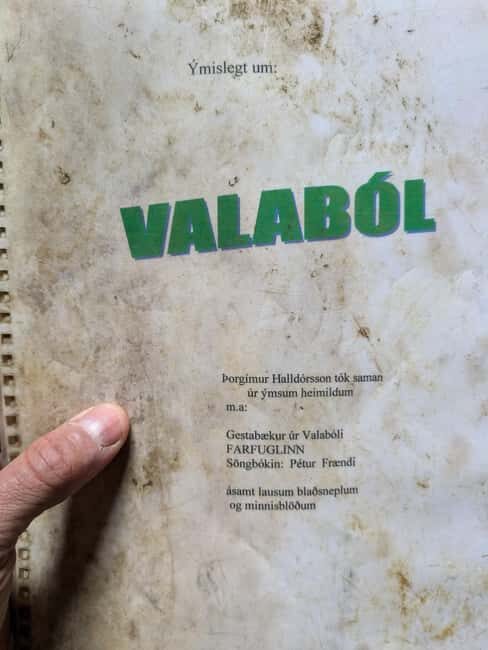 Ýmislegt um:
VALABÓL
Þorgímur Halldórsson tók saman
úr ýmsum heimildum
m.a:
Gestabækur úr Valabóli
FARFUGLINN
Söngbókin: Pétur Frændi
ásamt lausum blaðsneplum
og minnisblöðum